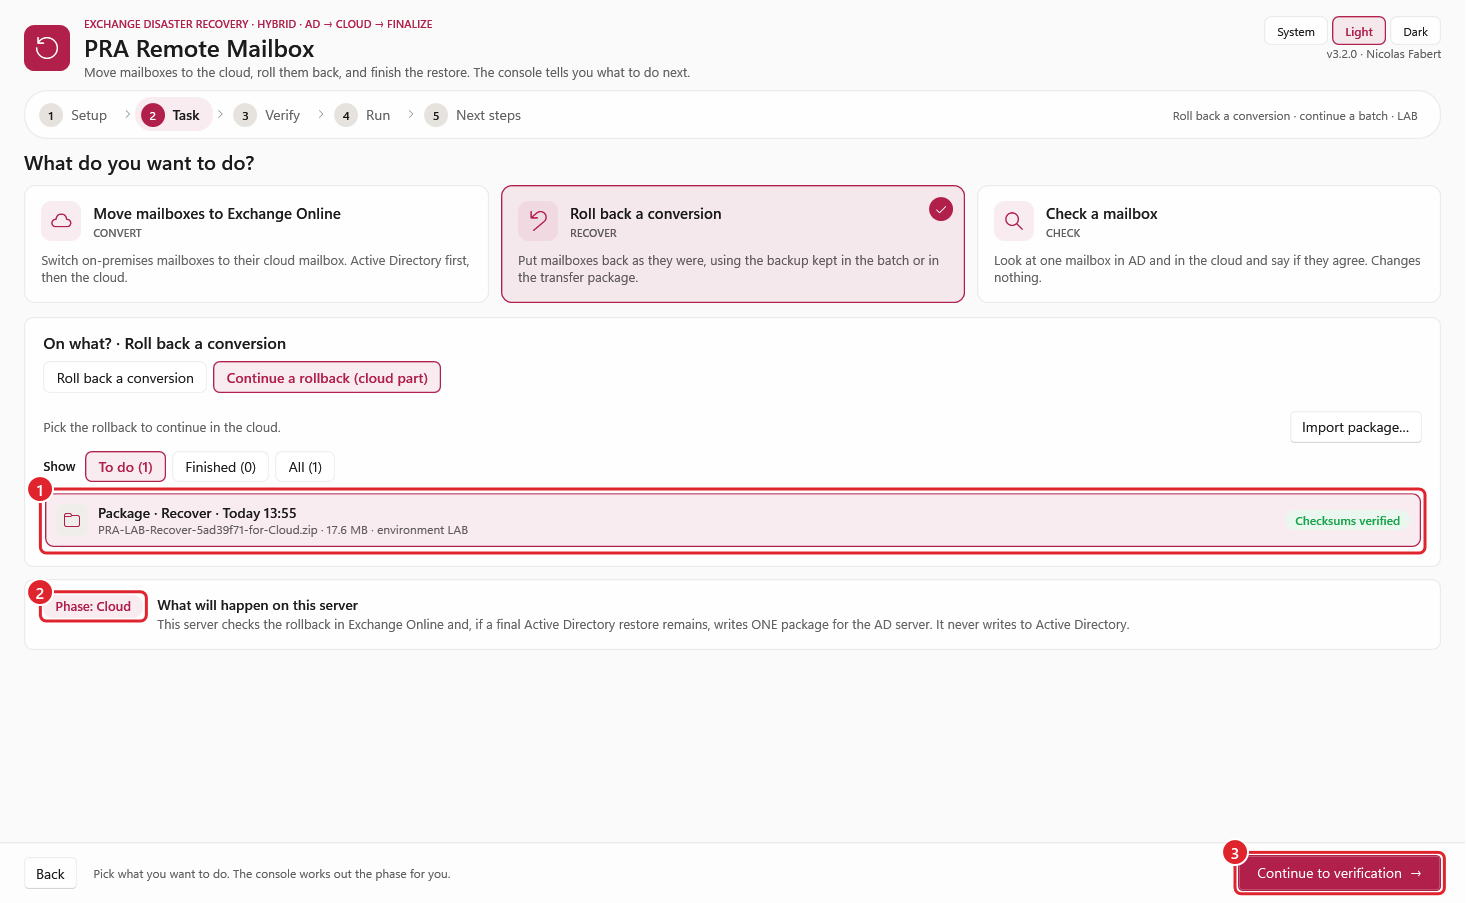 EXCHANGE DISASTER RECOVERY · HYBRID · AD → CLOUD → FINALIZE
PRA Remote Mailbox
Move mailboxes to the cloud, roll them back, and finish the restore. The console tells you what to do next.
System
Light
Dark
v3.2.0 · Nicolas Fabert
1 Setup
2 Task
3 Verify
4 Run
5 Next steps
Roll back a conversion · continue a batch · LAB
What do you want to do?
Move mailboxes to Exchange Online
CONVERT
Switch on-premises mailboxes to their cloud mailbox. Active Directory first,
then the cloud.
Roll back a conversion
RECOVER
Put mailboxes back as they were, using the backup kept in the batch or in
the transfer package.
Check a mailbox
CHECK
Look at one mailbox in AD and in the cloud and say if they agree. Changes
nothing.
On what? · Roll back a conversion
Roll back a conversion
Continue a rollback (cloud part)
Pick the rollback to continue in the cloud.
Import package...
Show
To do (1)
Finished (0)
All (1)
1
Package · Recover · Today 13:55
PRA-LAB-Recover-5ad39f71-for-Cloud.zip · 17.6 MB · environment LAB
Checksums verified
2
Phase: Cloud
What will happen on this server
This server checks the rollback in Exchange Online and, if a final Active Directory restore remains, writes ONE package for the AD server. It never writes to Active Directory.
Back
Pick what you want to do. The console works out the phase for you.
3
Continue to verification →